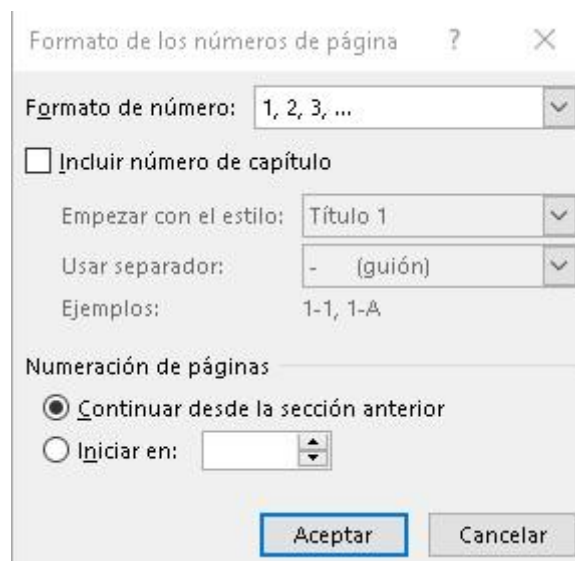 Formato de los números de página ? ×
Formato de número: 1, 2, 3, ...
Incluir número de capítulo
Empezar con el estilo: Título 1
Usar separador: - (guión)
Ejemplos: 1-1, 1-A
Numeración de páginas
Continuar desde la sección anterior
Iniciar en:
Aceptar Cancelar